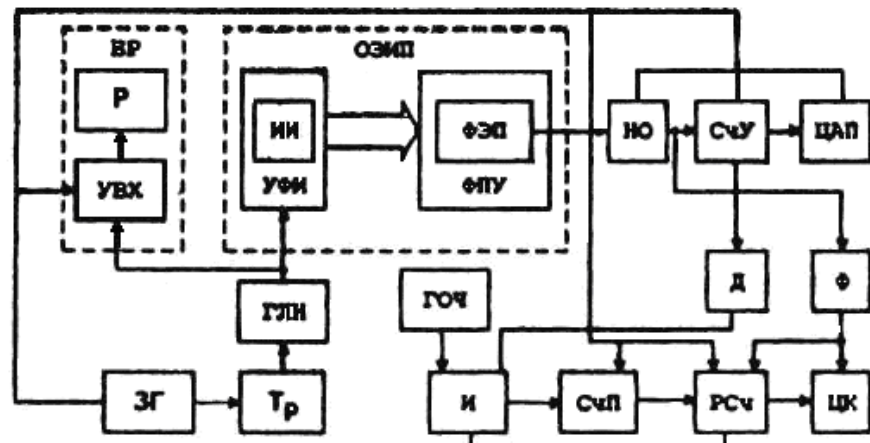 ВР
ОЭИП
Р
ИИ
ФЭП
НО
СчУ
ЦАП
УВХ
УФИ
ФПУ
ГЛН
ГОЧ
Д
Ф
ЗГ
Тр
И
СчП
РСч
ЦК